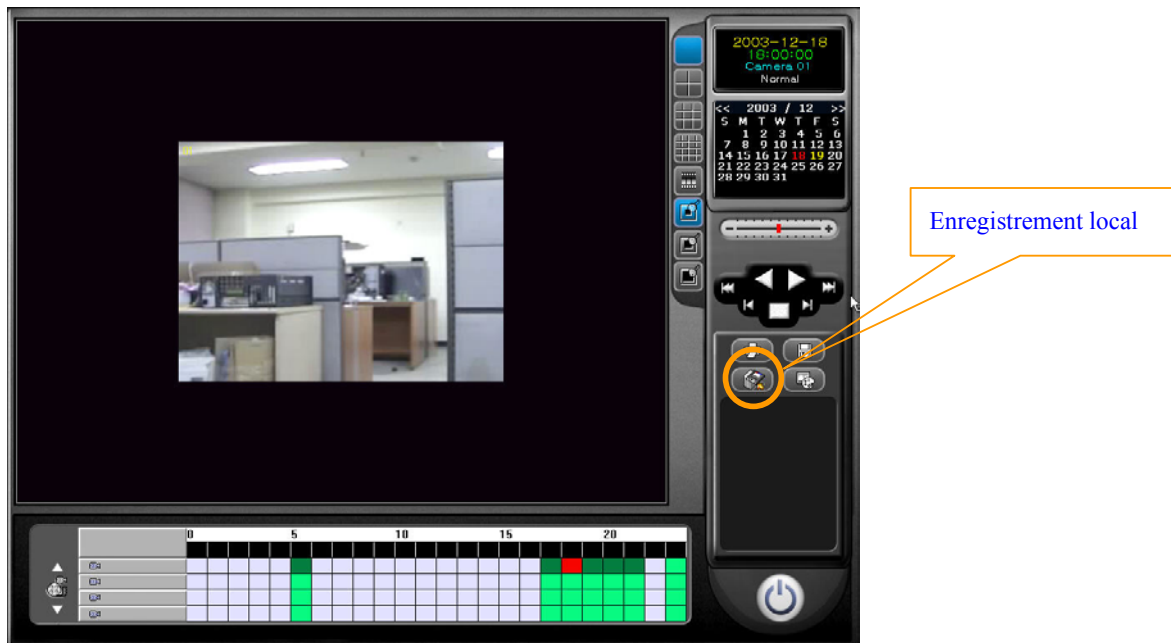 2003-12-18
18:00:00
Camera 01
Normal
<< 2003 / 12 >>
S M T W T F S
1 2 3 4 5 6
7 8 9 10 11 12 13
14 15 16 17 18 19 20
21 22 23 24 25 26 27
28 29 30 31
Enregistrement local
0 5 10 15 20